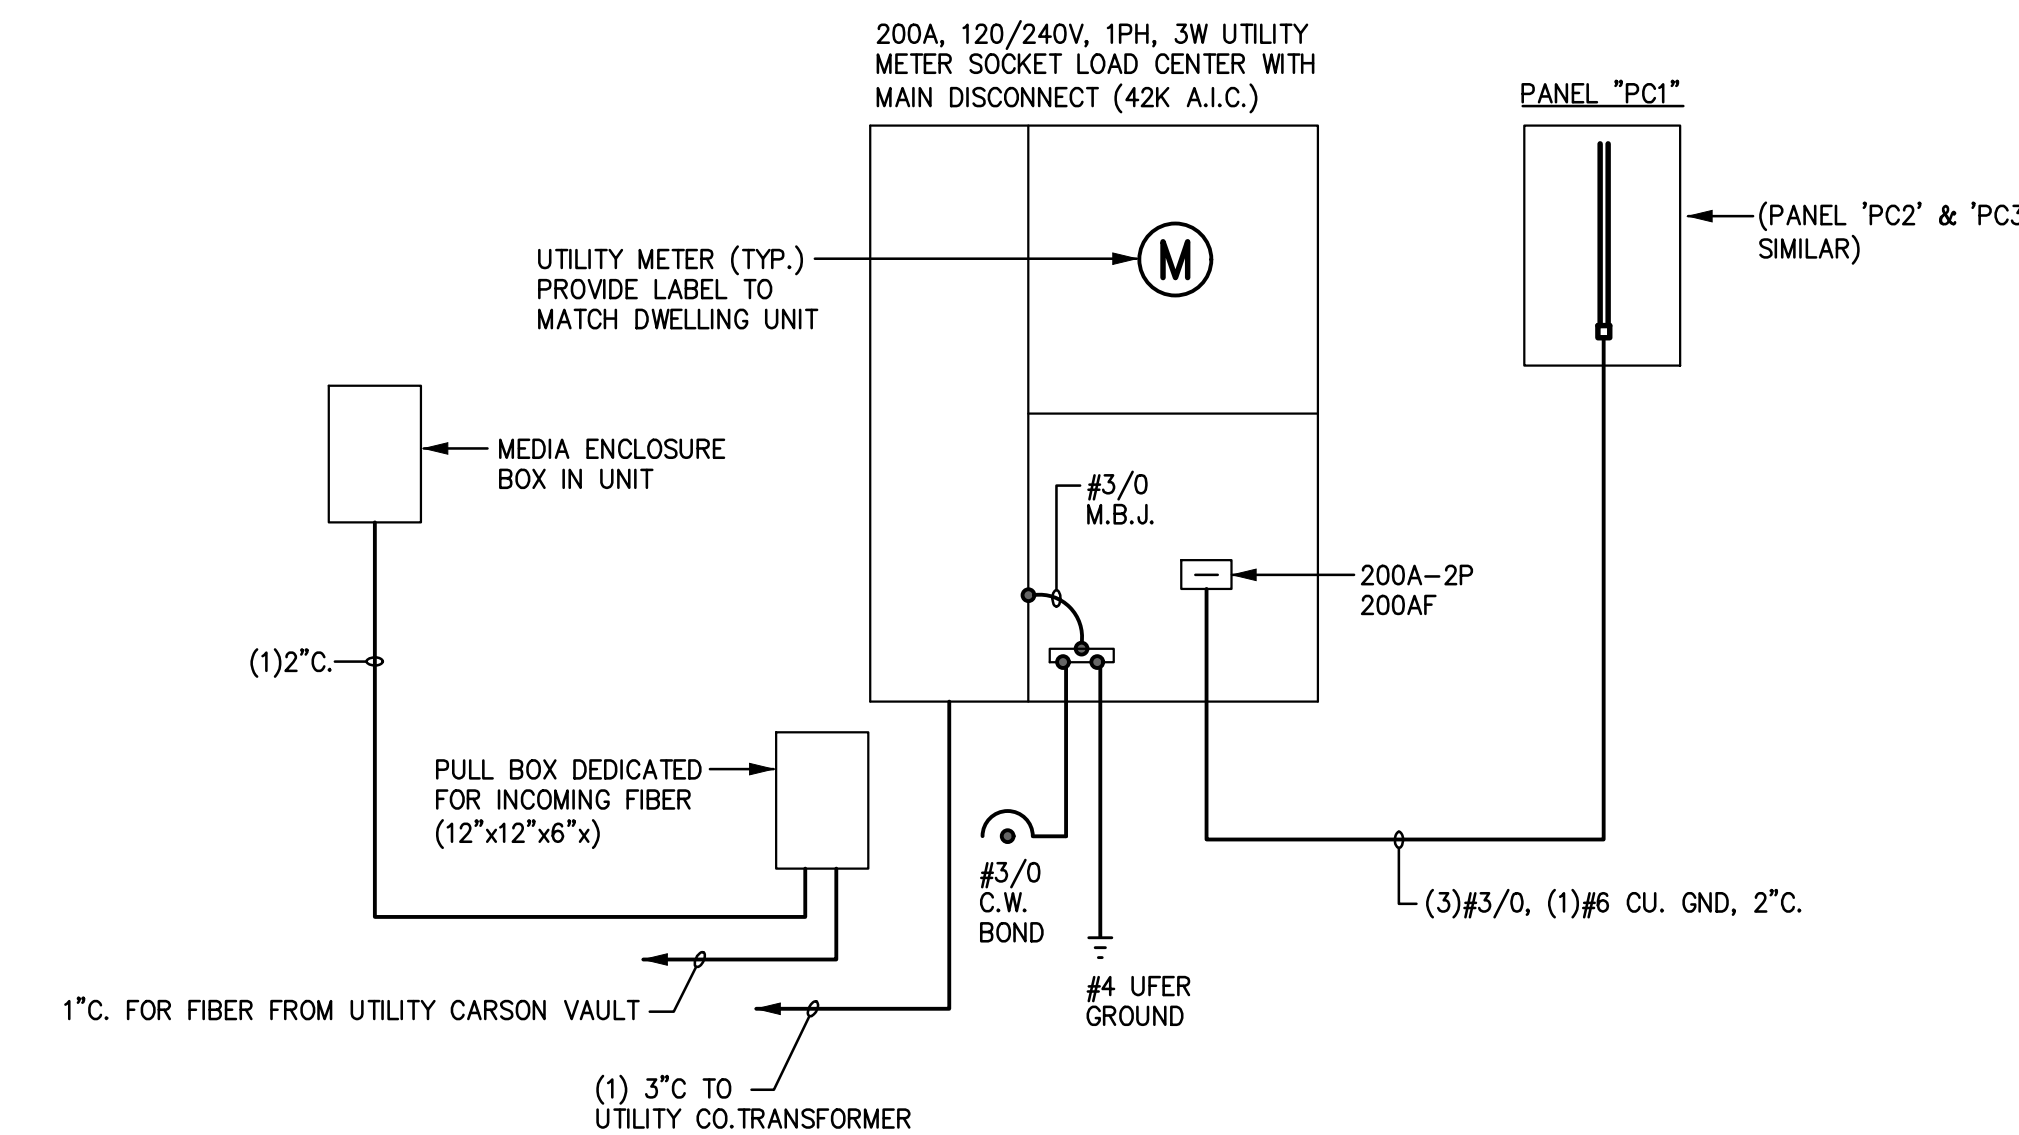 200A, 120/240V, 1PH, 3W UTILITY
METER SOCKET LOAD CENTER WITH
MAIN DISCONNECT (42K A.I.C.)
PANEL "PC1"
(PANEL 'PC2' & 'PC3
SIMILAR)
UTILITY METER (TYP.)
PROVIDE LABEL TO
MATCH DWELLING UNIT
M
MEDIA ENCLOSURE
BOX IN UNIT
#3/0
M.B.J.
200A-2P
200AF
(1)2"C.
PULL BOX DEDICATED
FOR INCOMING FIBER
(12"x12"x6"x)
#3/0
C.W.
BOND
(3)#3/0, (1)#6 CU. GND, 2"C.
#4 UFER
GROUND
1"C. FOR FIBER FROM UTILITY CARSON VAULT
(1) 3"C TO
UTILITY CO.TRANSFORMER